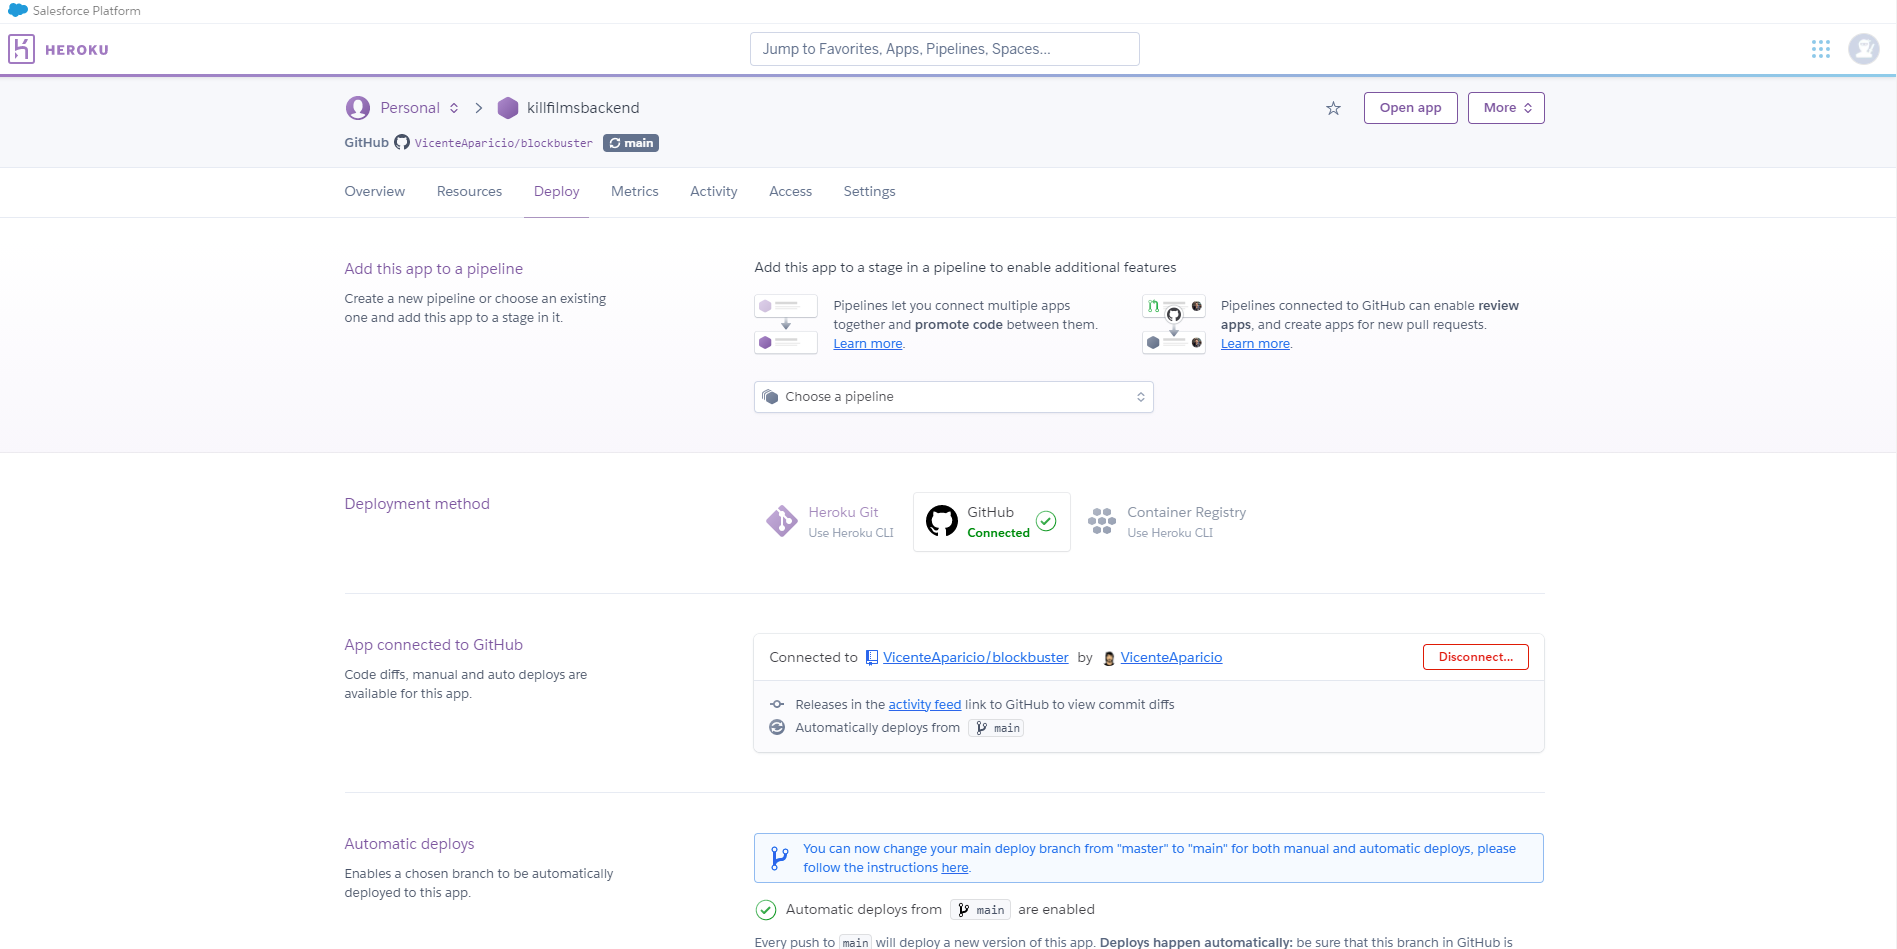 Salesforce Platform
HEROKU
Jump to Favorites, Apps, Pipelines, Spaces...
Personal
killfilmsbackend
Open app
More
GitHub VicenteAparicio/blockbuster main
Overview Resources Deploy Metrics Activity Access Settings
Add this app to a pipeline
Create a new pipeline or choose an existing
one and add this app to a stage in it.
Add this app to a stage in a pipeline to enable additional features
Pipelines let you connect multiple apps
together and promote code between them.
Learn more.
Pipelines connected to GitHub can enable review
apps, and create apps for new pull requests.
Learn more.
Choose a pipeline
Deployment method
Heroku Git
Use Heroku CLI
GitHub
Connected
Container Registry
Use Heroku CLI
App connected to GitHub
Code diffs, manual and auto deploys are
available for this app.
Connected to VicenteAparicio/blockbuster by VicenteAparicio
Disconnect...
Releases in the activity feed link to GitHub to view commit diffs
Automatically deploys from main
Automatic deploys
Enables a chosen branch to be automatically
deployed to this app.
You can now change your main deploy branch from "master" to "main" for both manual and automatic deploys, please
follow the instructions here.
Automatic deploys from main are enabled
Every push to main will deploy a new version of this app. Deploys happen automatically: be sure that this branch in GitHub is